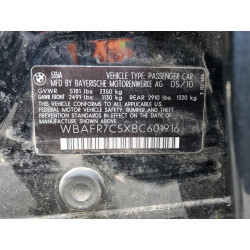 535iA VEHICLE TYPE: PASSENGER CAR
MFD BY BAYERISCHE MOTORENWERKE AG 05/10
GVWR 5181 lbs 2350 kg
GAWR FRONT 2491 lbs 1130 kg REAR 2910 lbs 1320 kg
THIS VEHICLE CONFORMS TO ALL APPLICABLE
FEDERAL MOTOR VEHICLE SAFETY, BUMPER, AND
THEFT PREVENTION STANDARDS IN EFFECT ON THE
DATE OF MANUFACTURE SHOWN ABOVE.
WBAFR7C5XBC601916